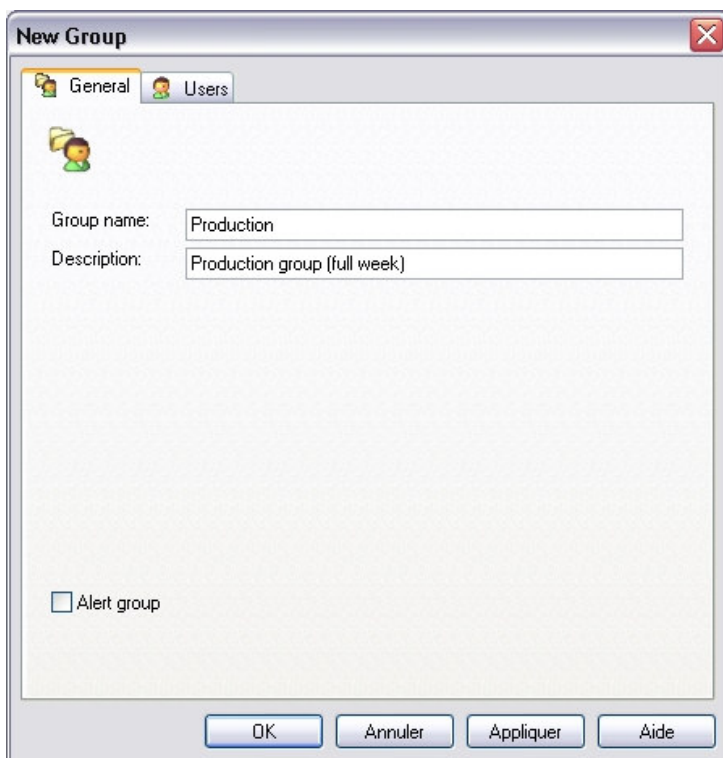 New Group
General Users
Group name: Production
Description: Production group (full week)
Alert group
OK Annuler Appliquer Aide